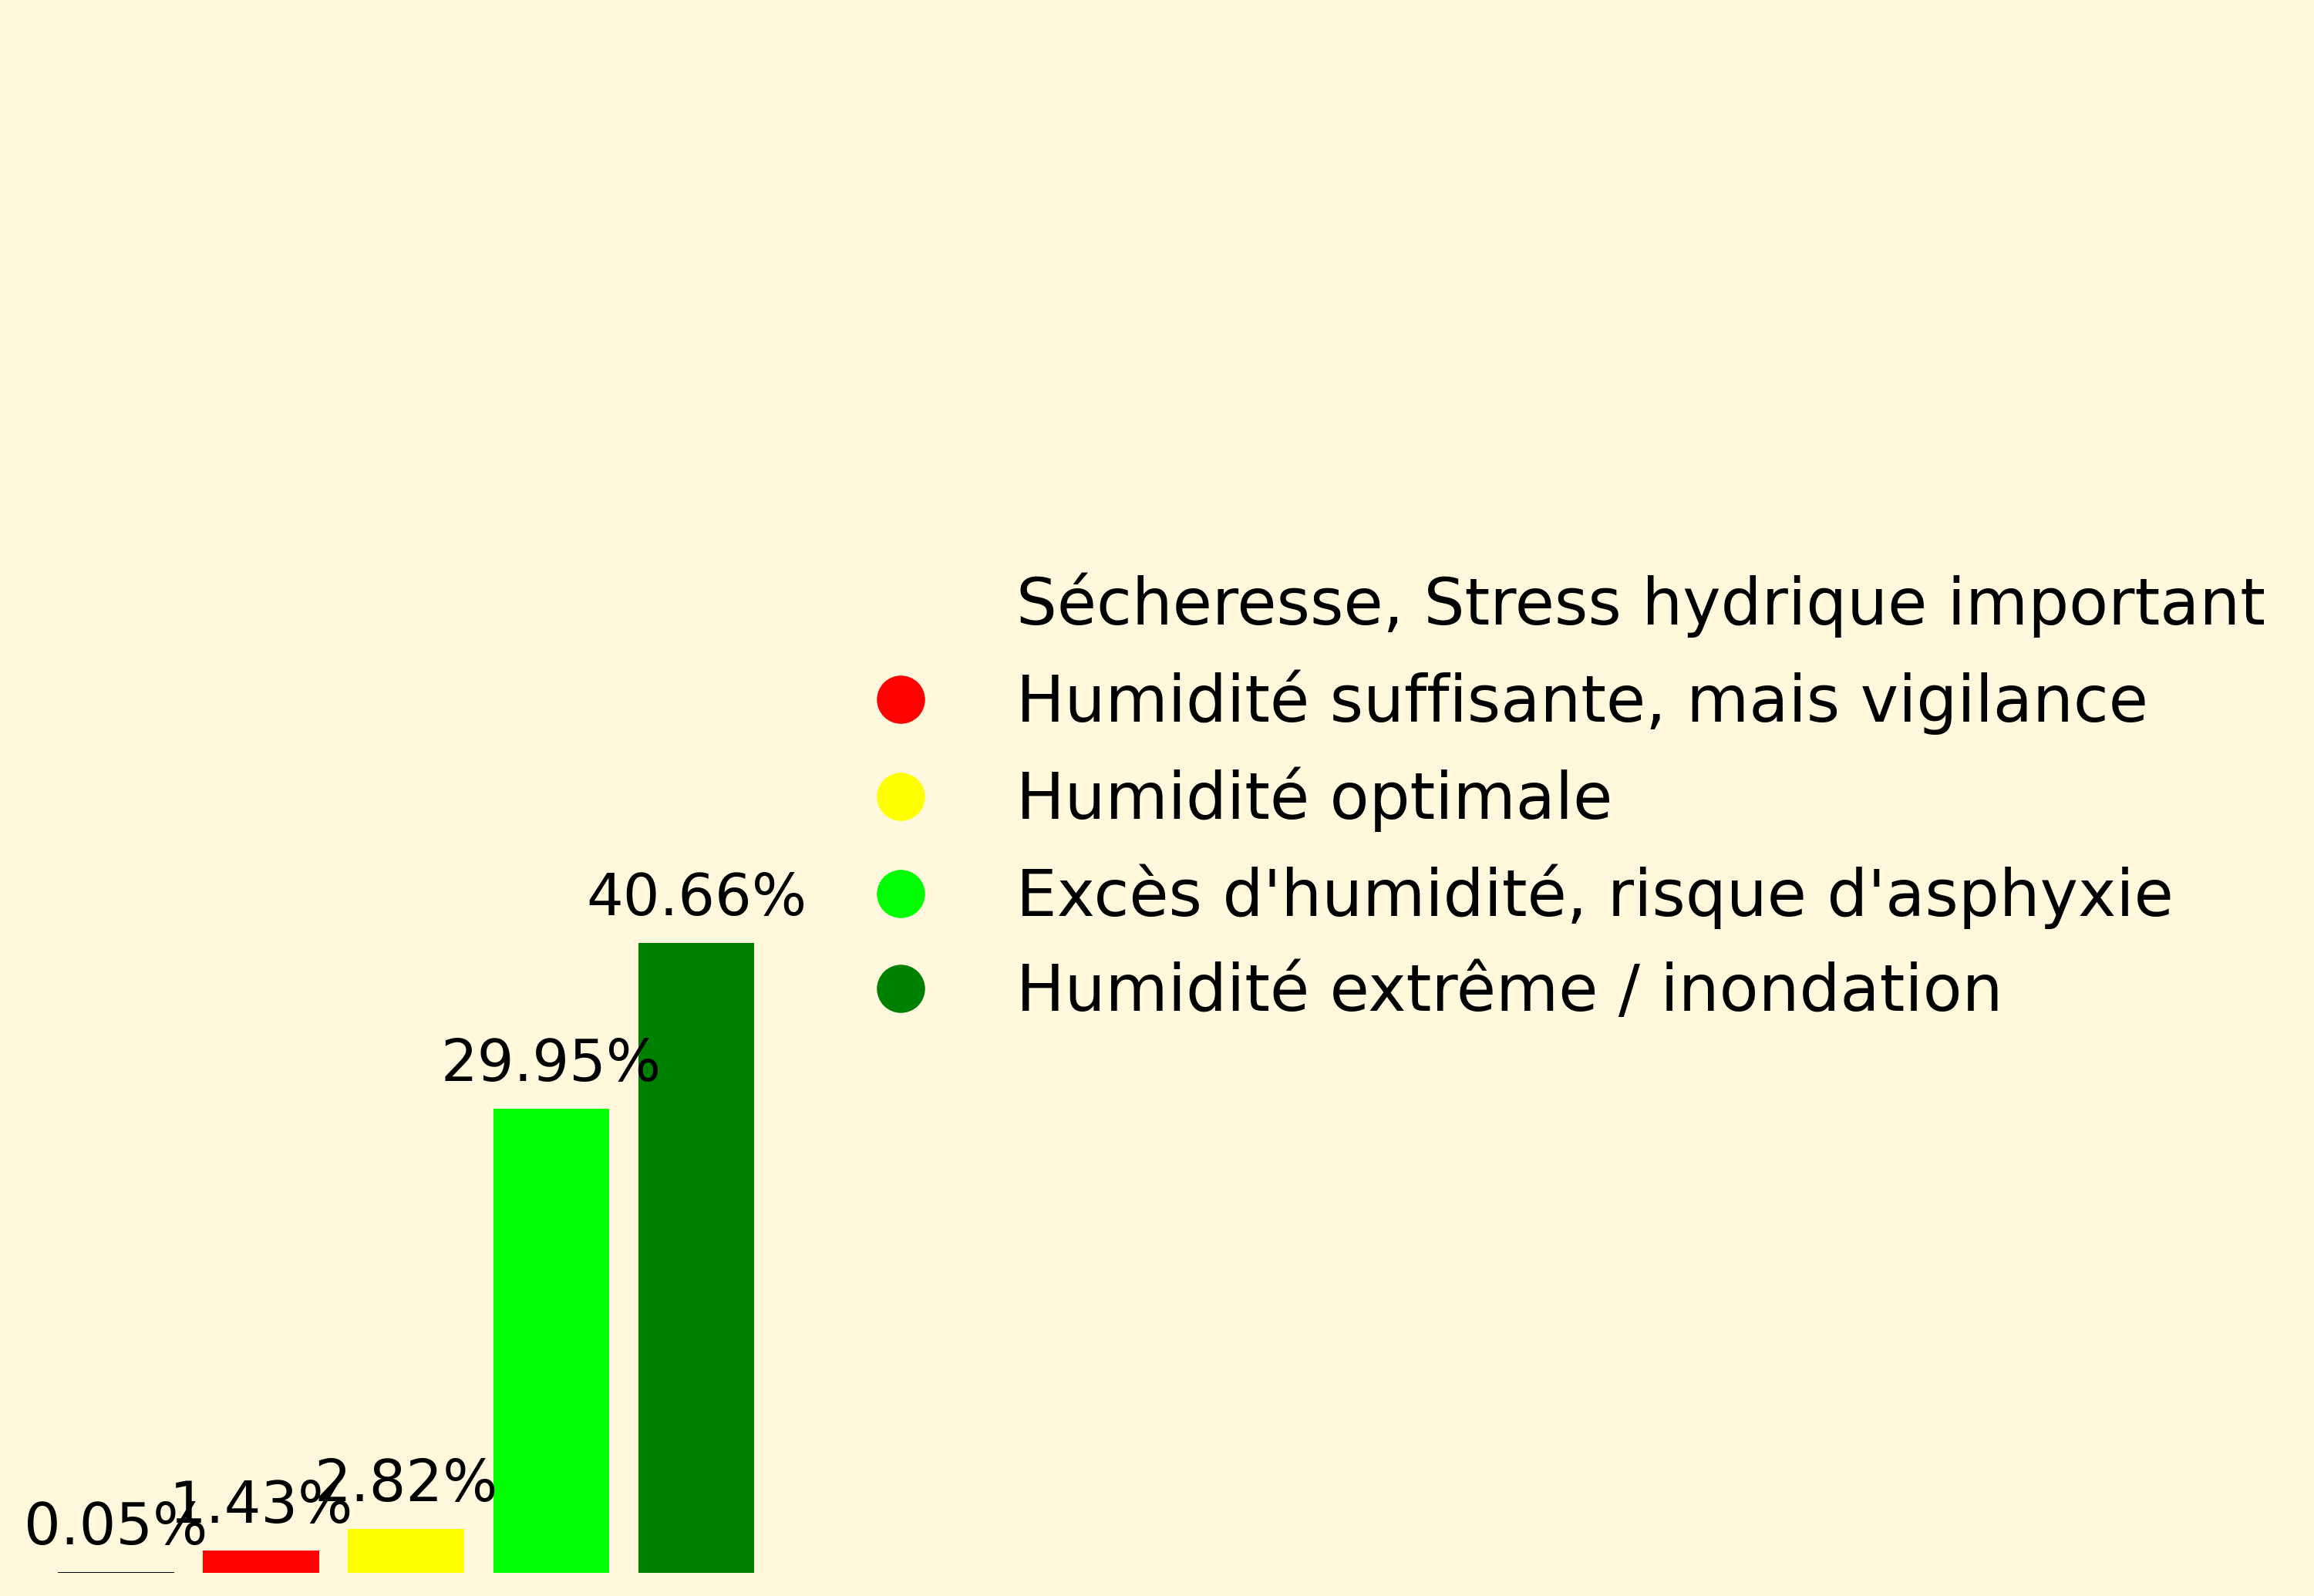 Sécheresse, Stress hydrique important
Humidité suffisante, mais vigilance
Humidité optimale
Excès d'humidité, risque d'asphyxie
Humidité extrême / inondation
40.66%
29.95%
2.82%
1.43%
0.05%